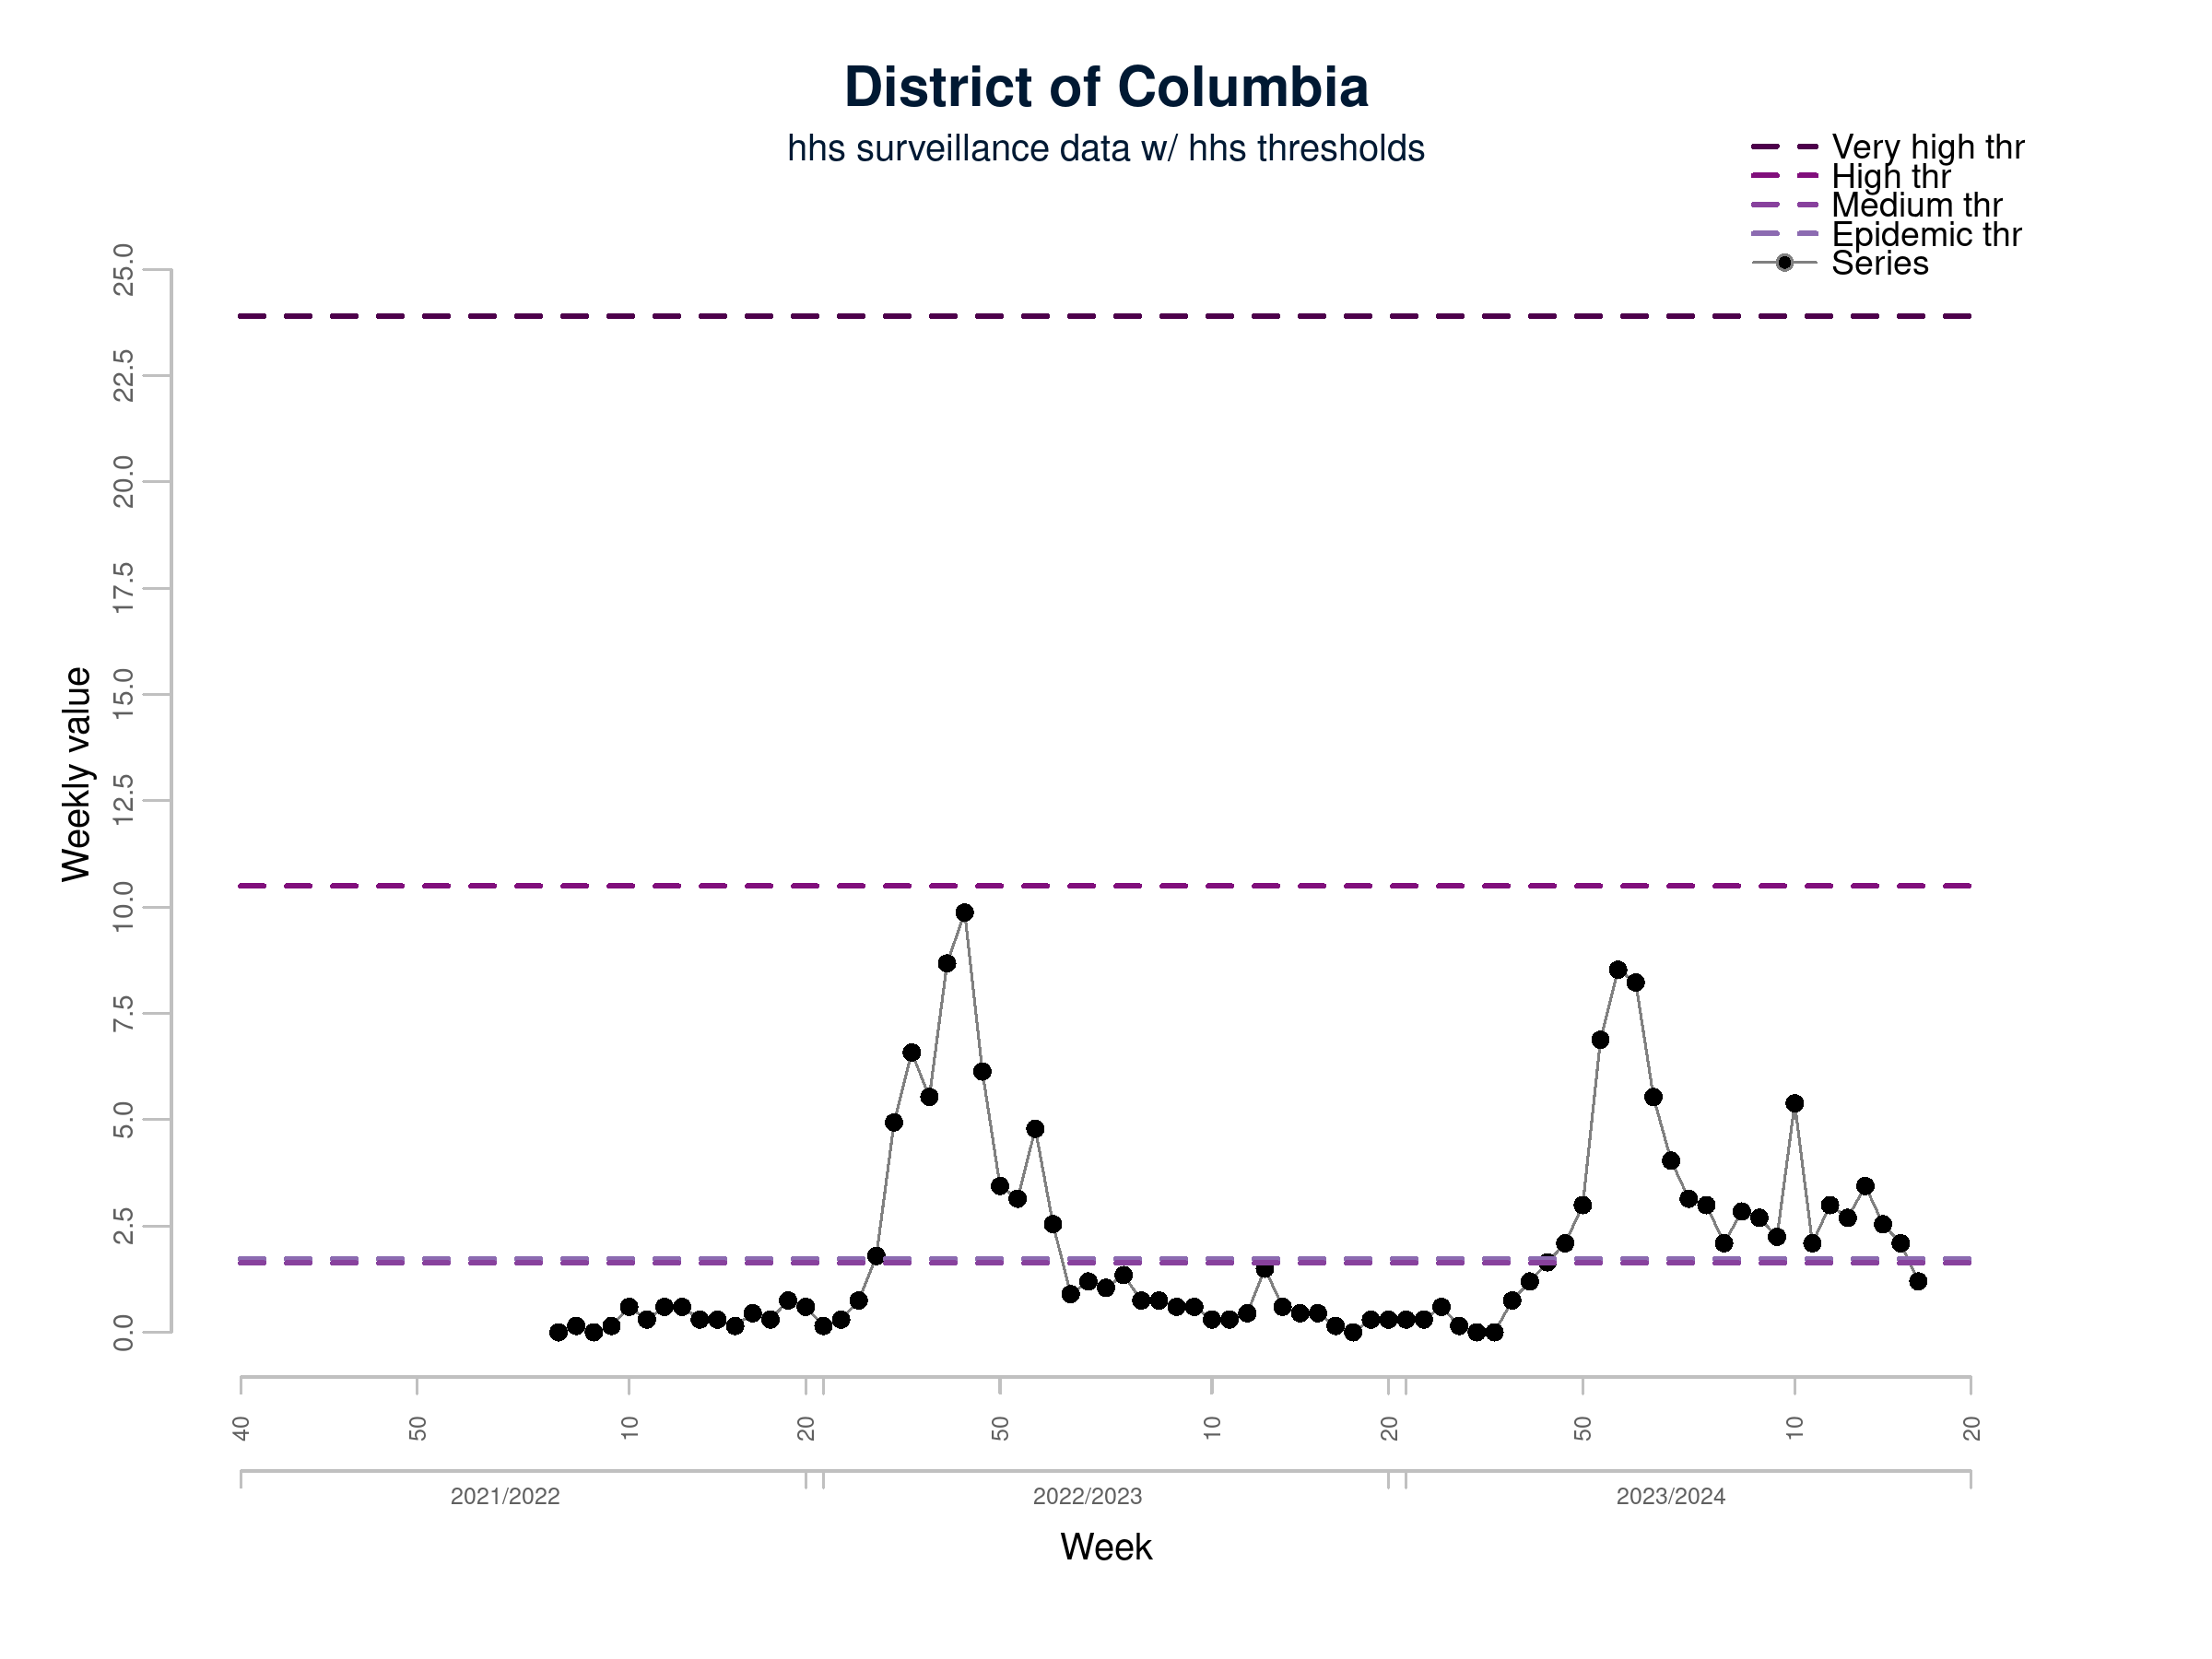 District of Columbia
hhs surveillance data w/ hhs thresholds
Very high thr
High thr
Medium thr
Epidemic thr
Series
Weekly value
25.0
22.5
20.0
17.5
15.0
12.5
10.0
7.5
5.0
2.5
0.0
40 50 10 20 50 10 20 50 10 20
2021/2022 2022/2023 2023/2024
Week